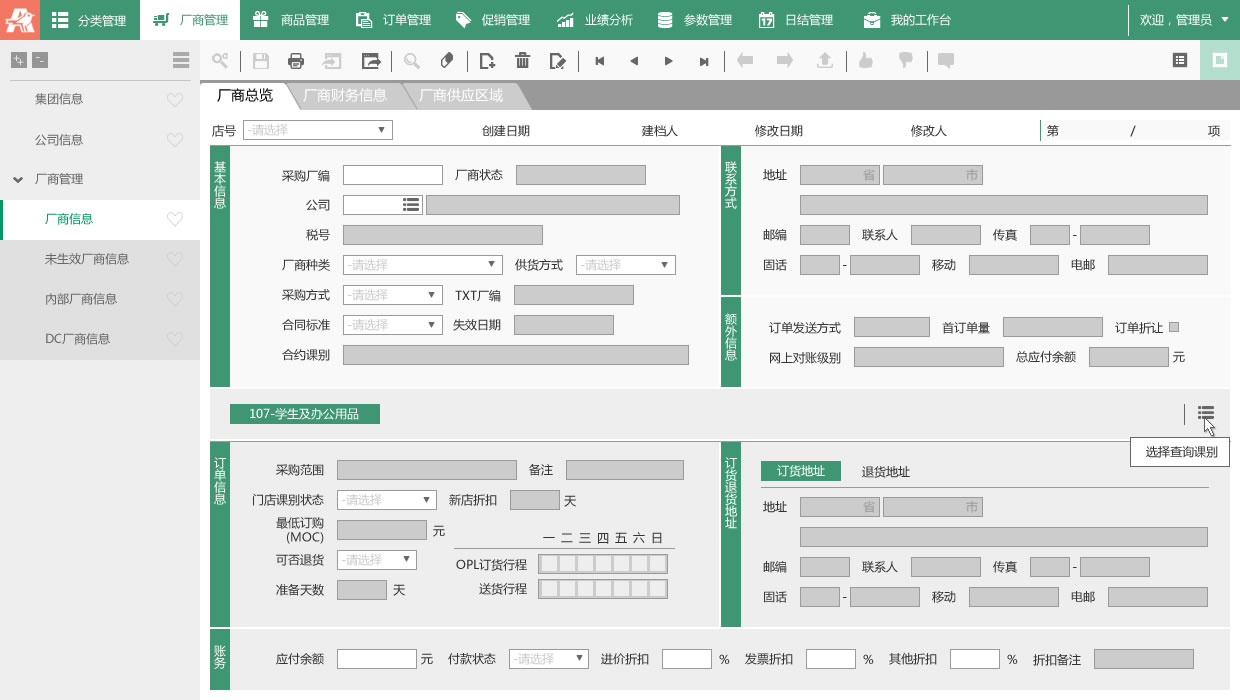 分类管理 厂商管理 商品管理 订单管理 促销管理 业绩分析 参数管理 日结管理 我的工作台 欢迎，管理员
集团信息
公司信息
厂商管理
厂商信息
未生效厂商信息
内部厂商信息
DC厂商信息
厂商总览 厂商财务信息 厂商供应区域
店号 -请选择 创建日期 建档人 修改日期 修改人 第 / 项
基本信息
采购厂编 厂商状态
公司
税号
厂商种类 -请选择 供货方式 -请选择
采购方式 -请选择 TXT厂编
合同标准 -请选择 失效日期
合约课别
联系方式
地址 省 市
邮编 联系人 传真 -
固话 - 移动 电邮
额外信息
订单发送方式 首订单量 订单折让
网上对账级别 总应付余额 元
107-学生及办公用品
选择查询课别
订单信息
采购范围 备注
门店课别状态 -请选择 新店折扣 天
最低订购
(MOC) 元
可否退货 -请选择
准备天数 天
一 二 三 四 五 六 日
OPL订货行程
送货行程
订货退货地址
订货地址 退货地址
地址 省 市
邮编 联系人 传真 -
固话 - 移动 电邮
账务
应付余额 元 付款状态 -请选择 进价折扣 % 发票折扣 % 其他折扣 % 折扣备注